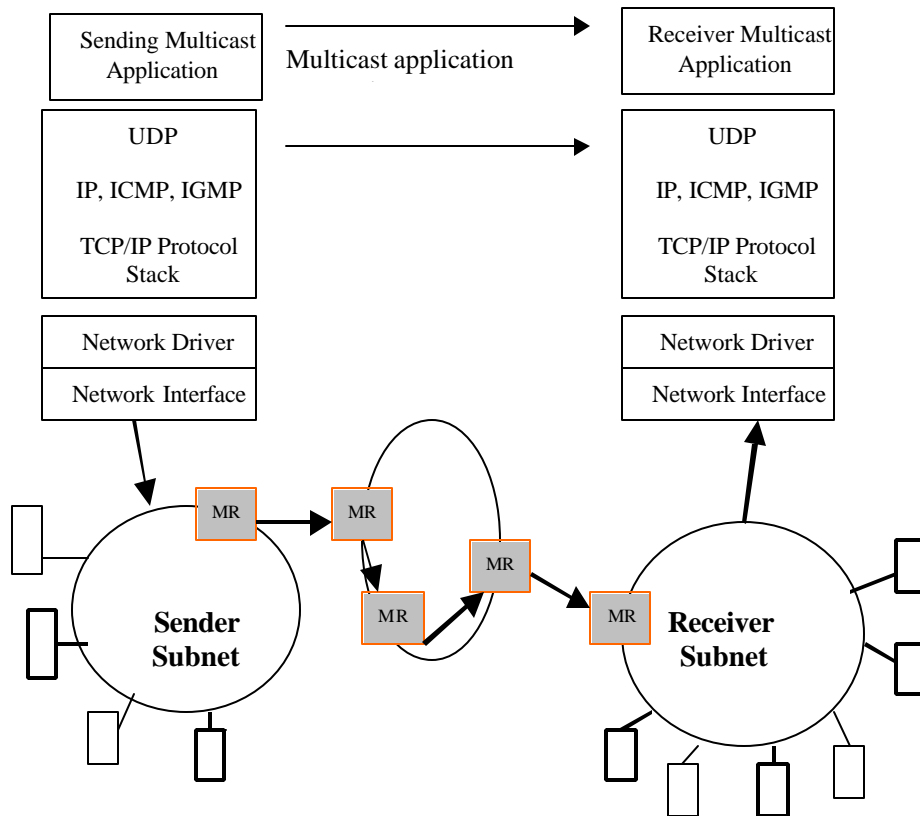 Sending Multicast
Application
Multicast application
Receiver Multicast
Application
UDP
IP, ICMP, IGMP
TCP/IP Protocol
Stack
UDP
IP, ICMP, IGMP
TCP/IP Protocol
Stack
Network Driver
Network Interface
Network Driver
Network Interface
MR
MR
MR
MR
MR
Sender
Subnet
Receiver
Subnet